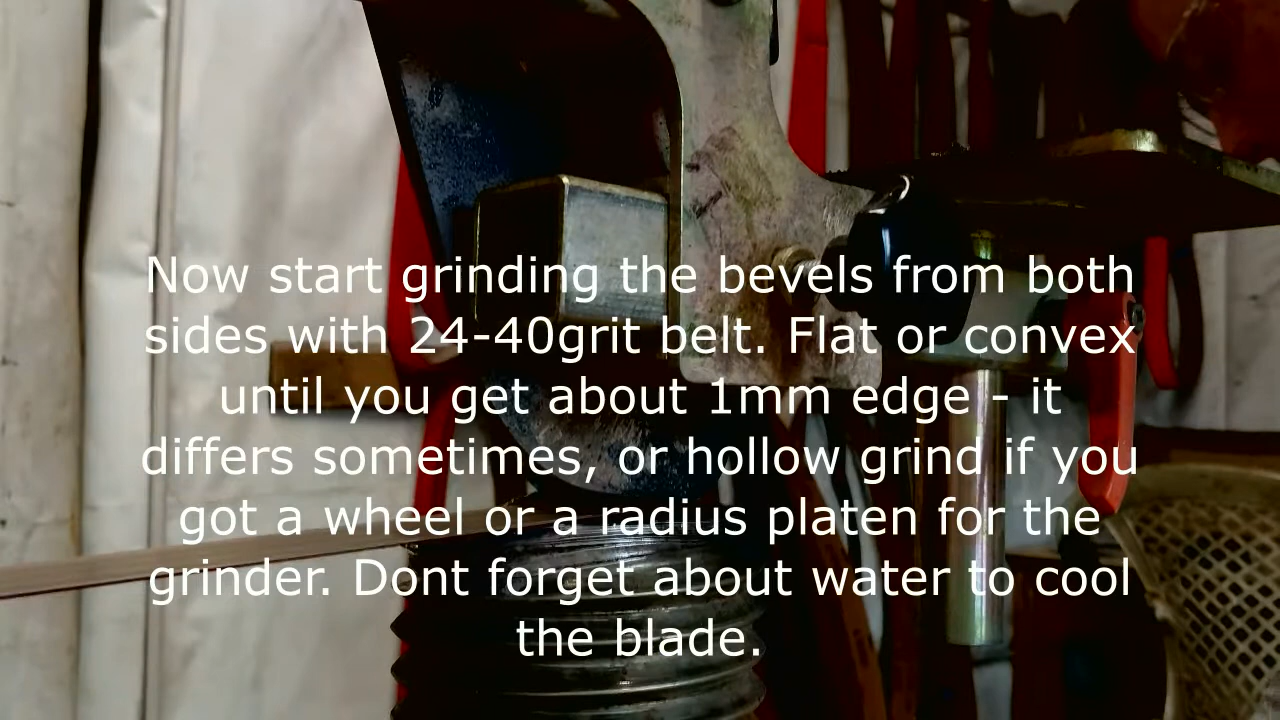 Now start grinding the bevels from both
sides with 24-40grit belt. Flat or convex
until you get about 1mm edge - it
differs sometimes, or hollow grind if you
got a wheel or a radius platen for the
grinder. Dont forget about water to cool
the blade.